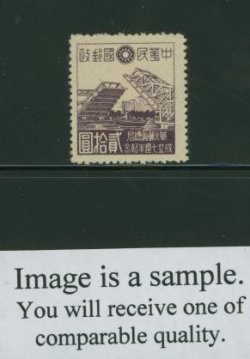 中華民國郵政
貳拾圓
Image is a sample.
You will receive one of
comparable quality.